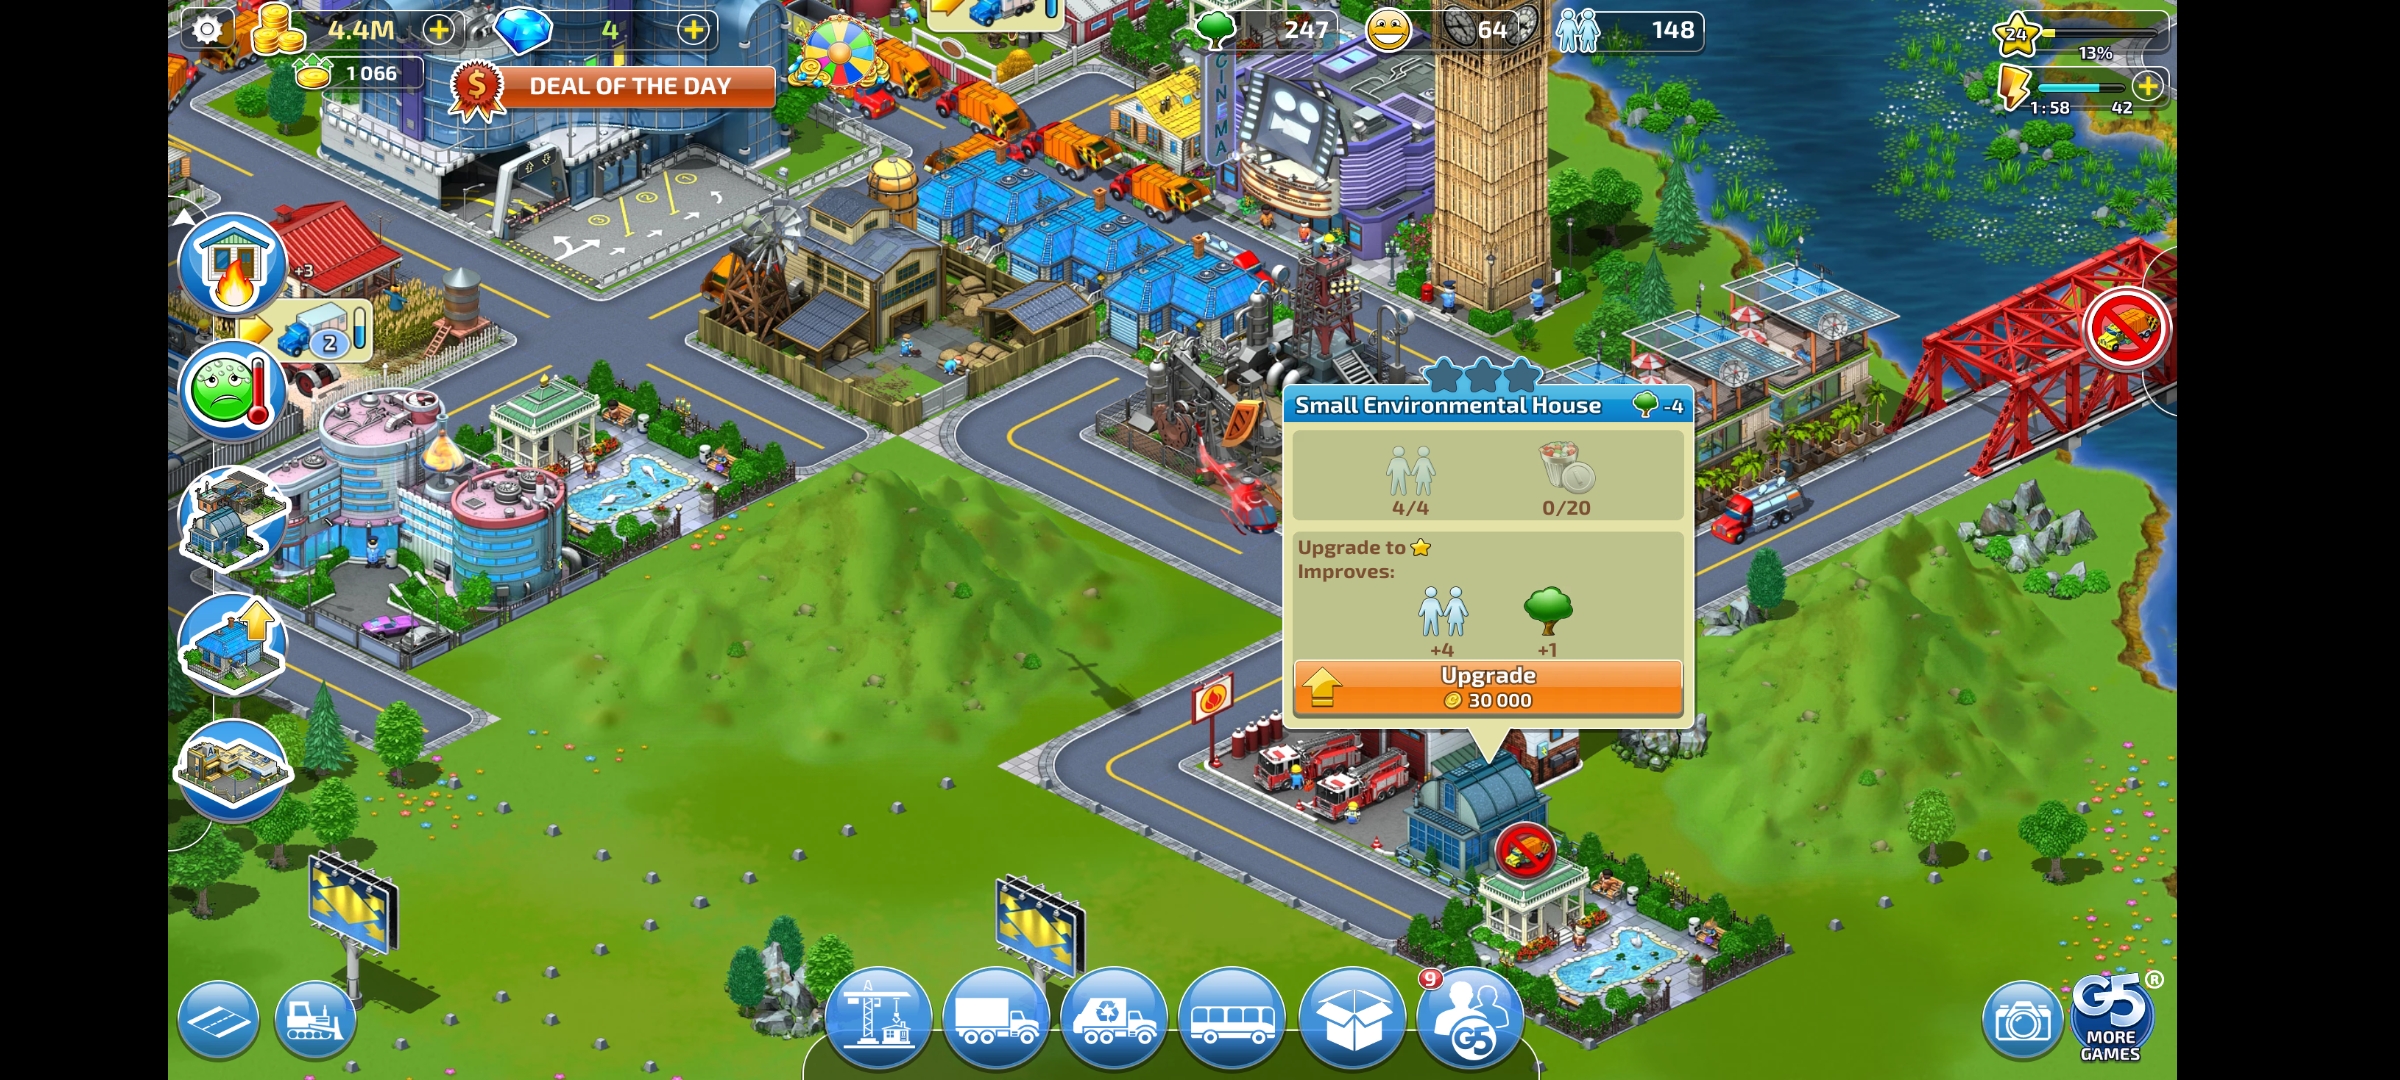 4.4M
4
247
64
148
24
13%
1 066
DEAL OF THE DAY
1:58
42
CINEMA
+3
2
Small Environmental House
-4
4/4
0/20
Upgrade to
Improves:
+4
+1
Upgrade
30 000
9
G5
G5 ®
MORE
GAMES